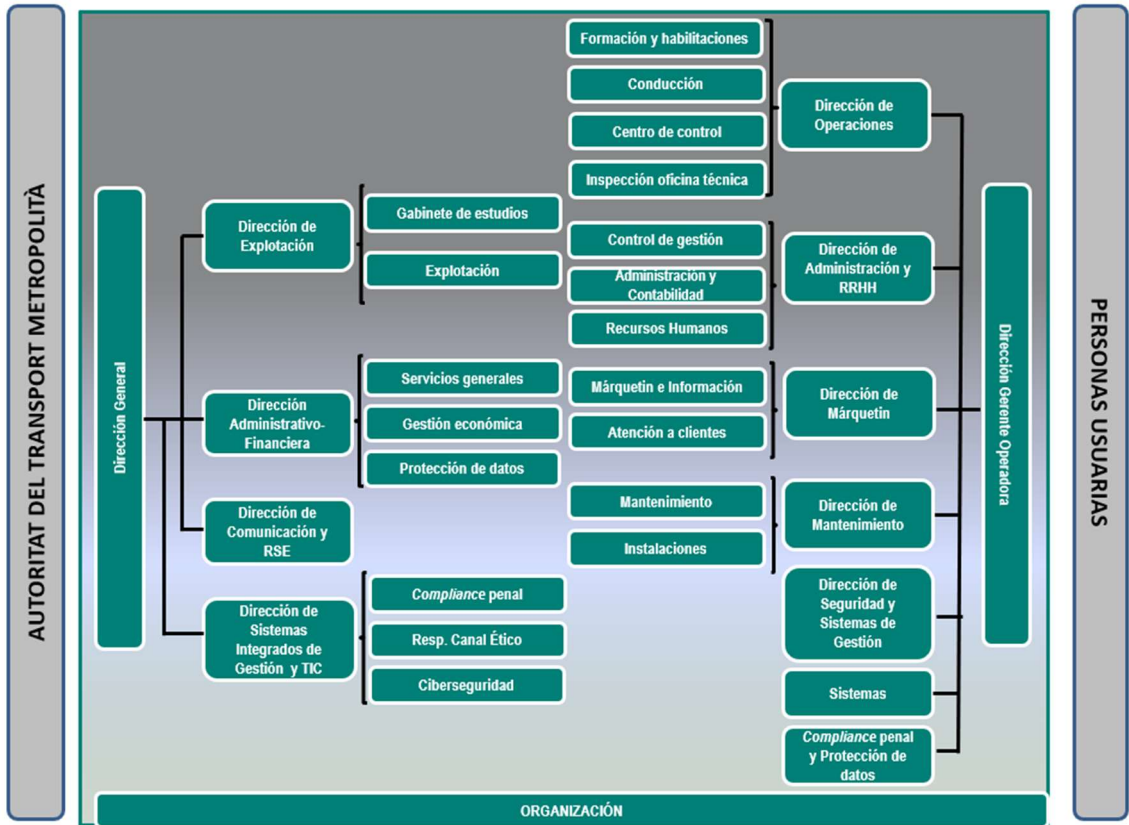 AUTORITAT DEL TRANSPORT METROPOLITÀ
Dirección General
Dirección de
Explotación
Gabinete de estudios
Explotación
Dirección
Administrativo-
Financiera
Servicios generales
Gestión económica
Protección de datos
Dirección de
Comunicación y
RSE
Dirección de
Sistemas
Integrados de
Gestión y TIC
Compliance penal
Resp. Canal Ético
Ciberseguridad
Formación y habilitaciones
Conducción
Centro de control
Inspección oficina técnica
Dirección de
Operaciones
Control de gestión
Administración y
Contabilidad
Recursos Humanos
Dirección de
Administración y
RRHH
Márquetin e Información
Atención a clientes
Dirección de
Márquetin
Mantenimiento
Instalaciones
Dirección de
Mantenimiento
Dirección de
Seguridad y
Sistemas de
Gestión
Sistemas
Compliance penal
y Protección de
datos
Dirección Gerente Operadora
PERSONAS USUARIAS
ORGANIZACIÓN